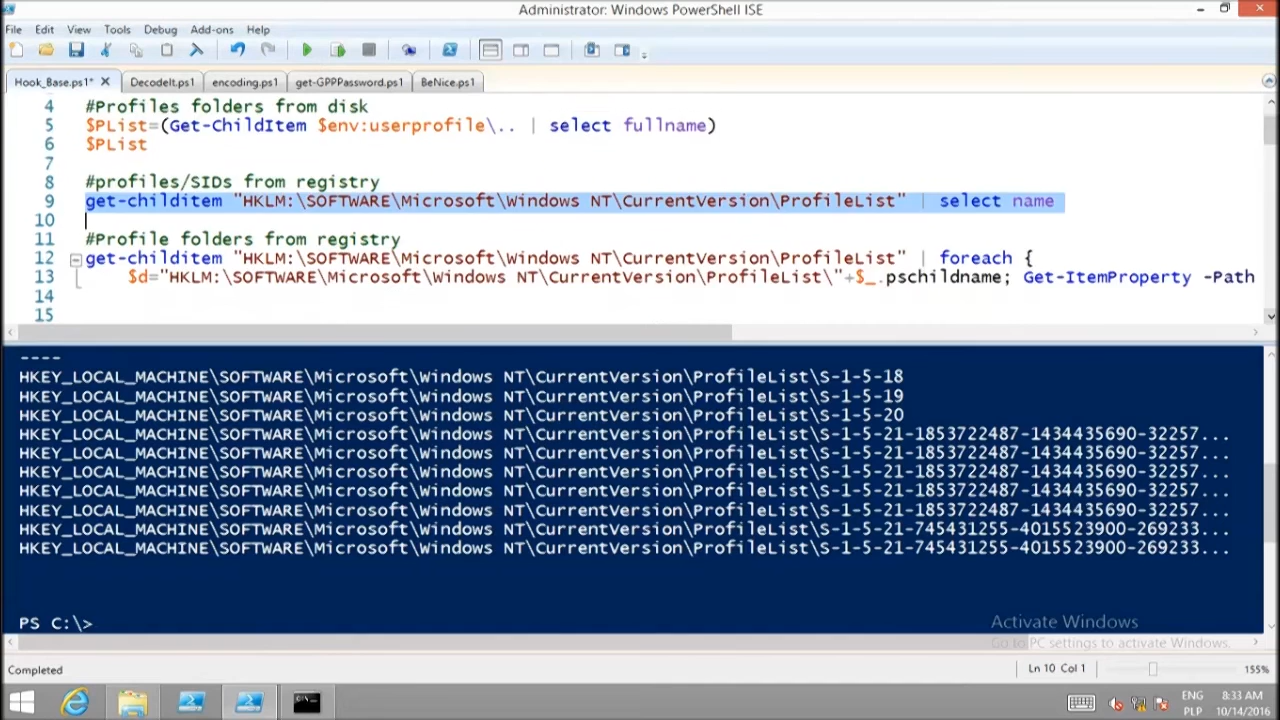 Administrator: Windows PowerShell ISE
File Edit View Tools Debug Add-ons Help
Hook_Base.ps1* X DecodeIt.ps1 encoding.ps1 get-GPPPassword.ps1 BeNice.ps1
4 #Profiles folders from disk
5 $PList=(Get-ChildItem $env:userprofile\.. | select fullname)
6 $PList
7
8 #profiles/SIDs from registry
9 get-childitem "HKLM:\SOFTWARE\Microsoft\Windows NT\CurrentVersion\ProfileList" | select name
10
11 #Profile folders from registry
12 get-childitem "HKLM:\SOFTWARE\Microsoft\Windows NT\CurrentVersion\ProfileList" | foreach {
13 $d="HKLM:\SOFTWARE\Microsoft\Windows NT\CurrentVersion\ProfileList\"+$_.pschildname; Get-ItemProperty -Path
14
15
----
HKEY_LOCAL_MACHINE\SOFTWARE\Microsoft\Windows NT\CurrentVersion\ProfileList\S-1-5-18
HKEY_LOCAL_MACHINE\SOFTWARE\Microsoft\Windows NT\CurrentVersion\ProfileList\S-1-5-19
HKEY_LOCAL_MACHINE\SOFTWARE\Microsoft\Windows NT\CurrentVersion\ProfileList\S-1-5-20
HKEY_LOCAL_MACHINE\SOFTWARE\Microsoft\Windows NT\CurrentVersion\ProfileList\S-1-5-21-1853722487-1434435690-32257...
HKEY_LOCAL_MACHINE\SOFTWARE\Microsoft\Windows NT\CurrentVersion\ProfileList\S-1-5-21-1853722487-1434435690-32257...
HKEY_LOCAL_MACHINE\SOFTWARE\Microsoft\Windows NT\CurrentVersion\ProfileList\S-1-5-21-1853722487-1434435690-32257...
HKEY_LOCAL_MACHINE\SOFTWARE\Microsoft\Windows NT\CurrentVersion\ProfileList\S-1-5-21-1853722487-1434435690-32257...
HKEY_LOCAL_MACHINE\SOFTWARE\Microsoft\Windows NT\CurrentVersion\ProfileList\S-1-5-21-1853722487-1434435690-32257...
HKEY_LOCAL_MACHINE\SOFTWARE\Microsoft\Windows NT\CurrentVersion\ProfileList\S-1-5-21-745431255-4015523900-269233...
HKEY_LOCAL_MACHINE\SOFTWARE\Microsoft\Windows NT\CurrentVersion\ProfileList\S-1-5-21-745431255-4015523900-269233...
PS C:\>
Activate Windows
Go to PC settings to activate Windows.
Completed Ln 10 Col 1 155%
ENG 8:33 AM
PLP 10/14/2016